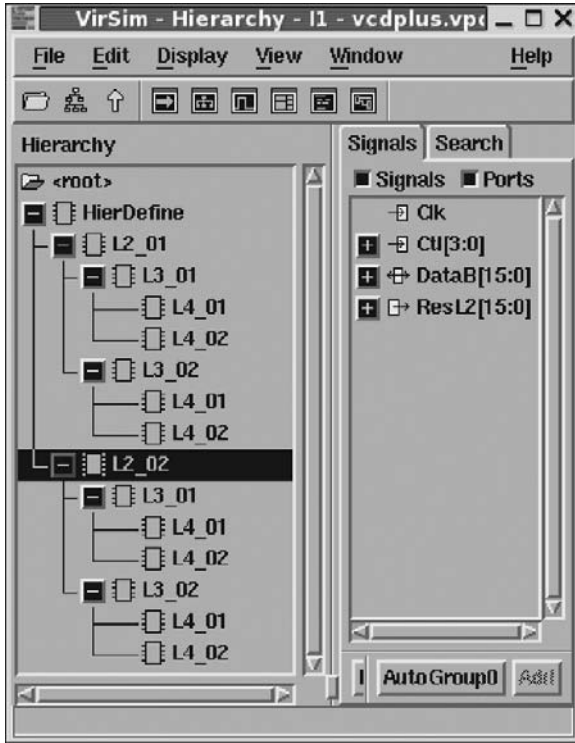 VirSim - Hierarchy - I1 - vcdplus.vpd
File Edit Display View Window Help
Hierarchy
<root>
HierDefine
L2_01
L3_01
L4_01
L4_02
L3_02
L4_01
L4_02
L2_02
L3_01
L4_01
L4_02
L3_02
L4_01
L4_02
Signals Search
Signals Ports
Clk
Ctl[3:0]
DataB[15:0]
ResL2[15:0]
AutoGroup0 Add